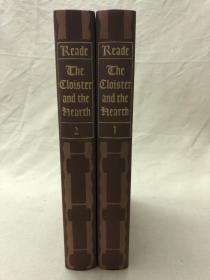 Reade
The
Cloister
and the
Hearth
2
Reade
The
Cloister
and the
Hearth
1